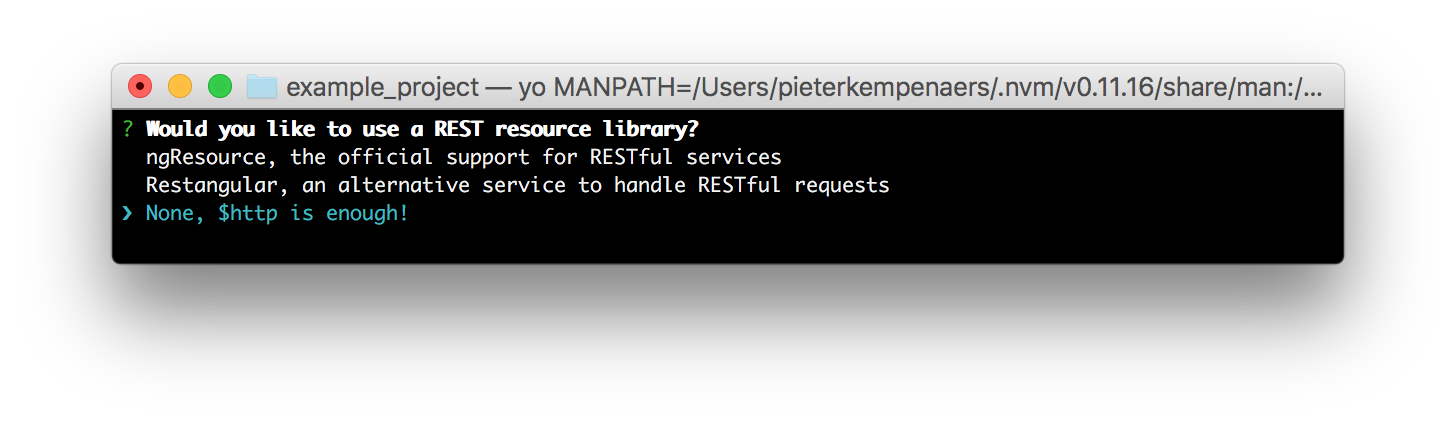 example_project — yo MANPATH=/Users/pieterkempenaers/.nvm/v0.11.16/share/man:/...
? Would you like to use a REST resource library?
ngResource, the official support for RESTful services
Restangular, an alternative service to handle RESTful requests
❯ None, $http is enough!